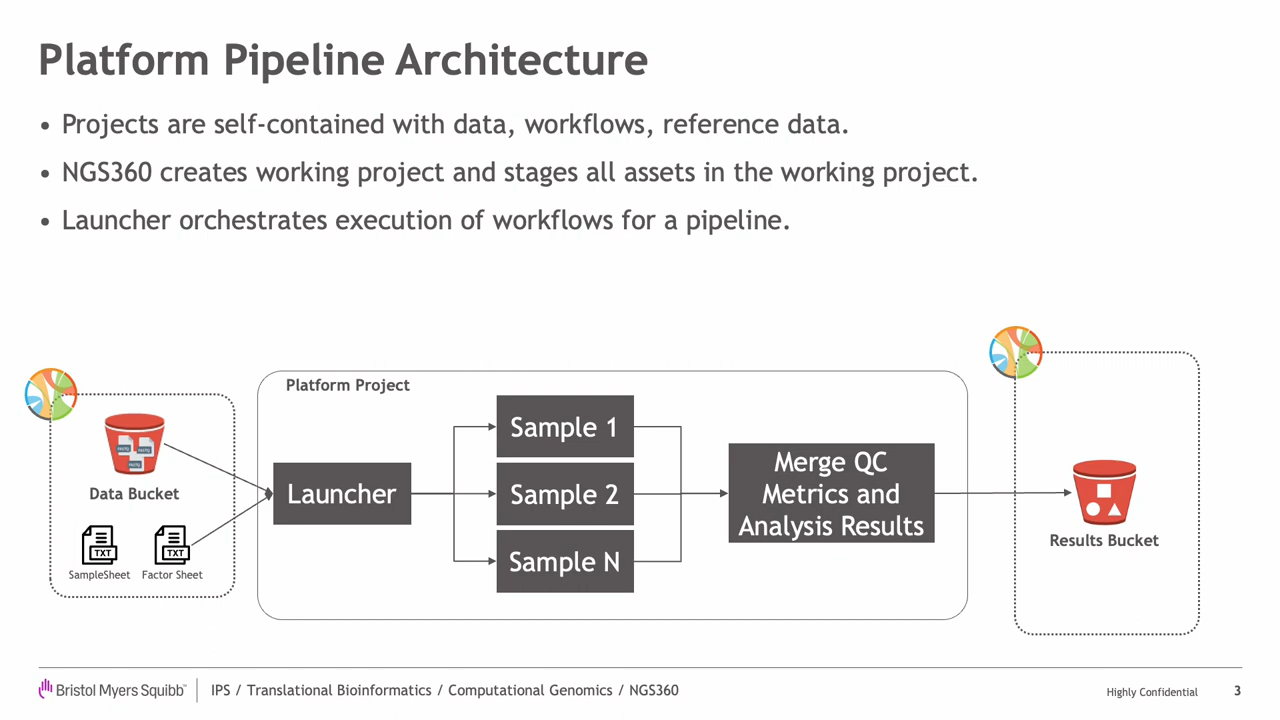 Platform Pipeline Architecture
• Projects are self-contained with data, workflows, reference data.
• NGS360 creates working project and stages all assets in the working project.
• Launcher orchestrates execution of workflows for a pipeline.
Platform Project
Data Bucket
TXT
TXT
SampleSheet
Factor Sheet
Launcher
Sample 1
Sample 2
Sample N
Merge QC
Metrics and
Analysis Results
Results Bucket
Bristol Myers Squibb™
IPS / Translational Bioinformatics / Computational Genomics / NGS360
Highly Confidential
3